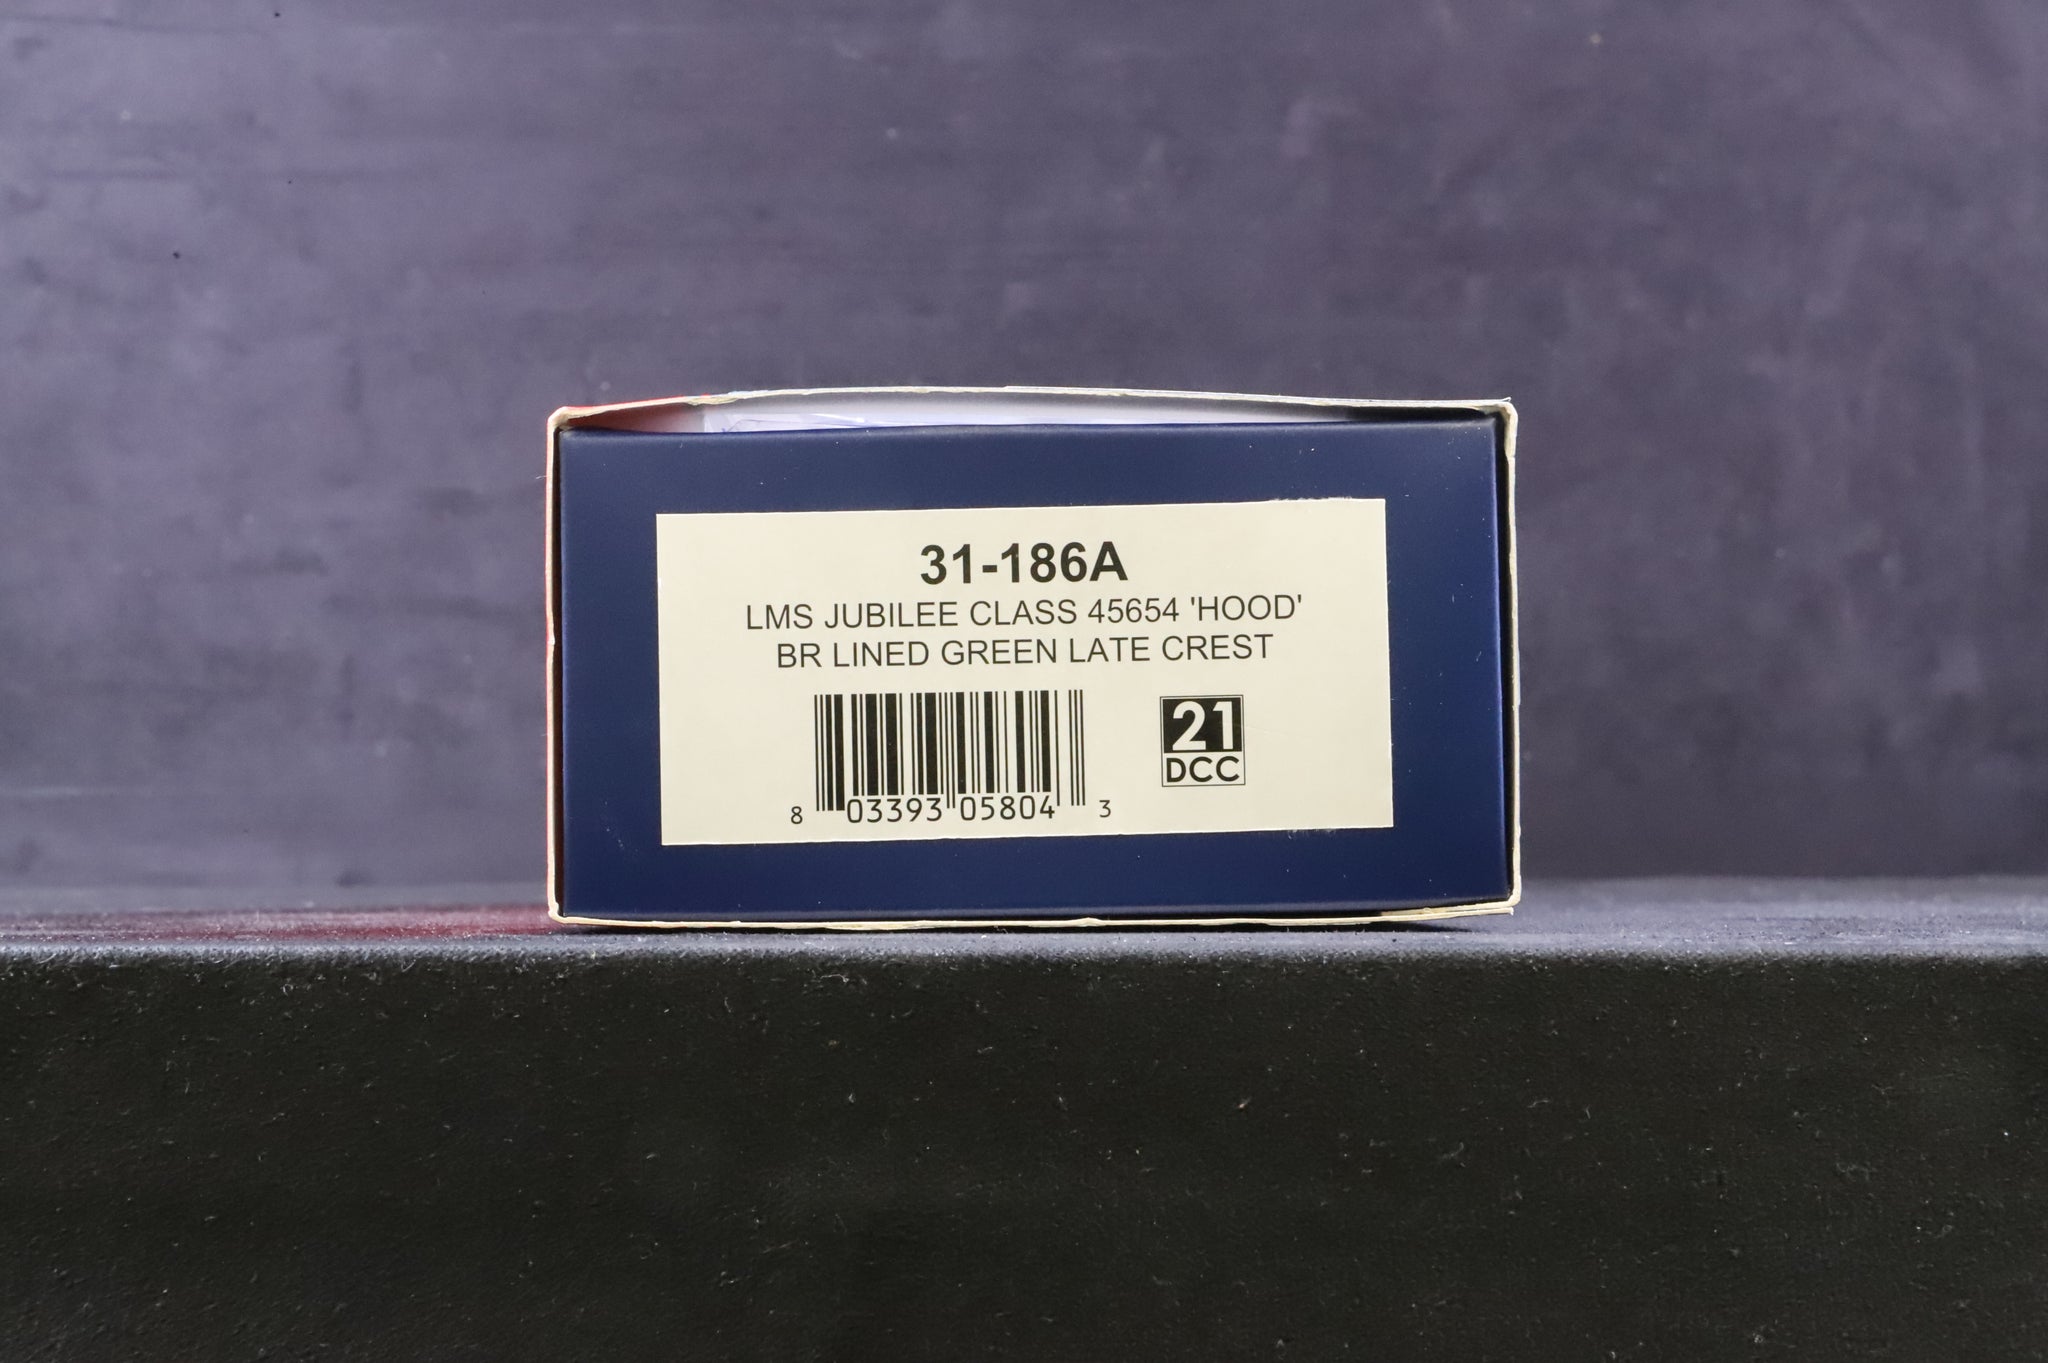 31-186A
LMS JUBILEE CLASS 45654 'HOOD'
BR LINED GREEN LATE CREST
21
DCC
8 03393 05804 3